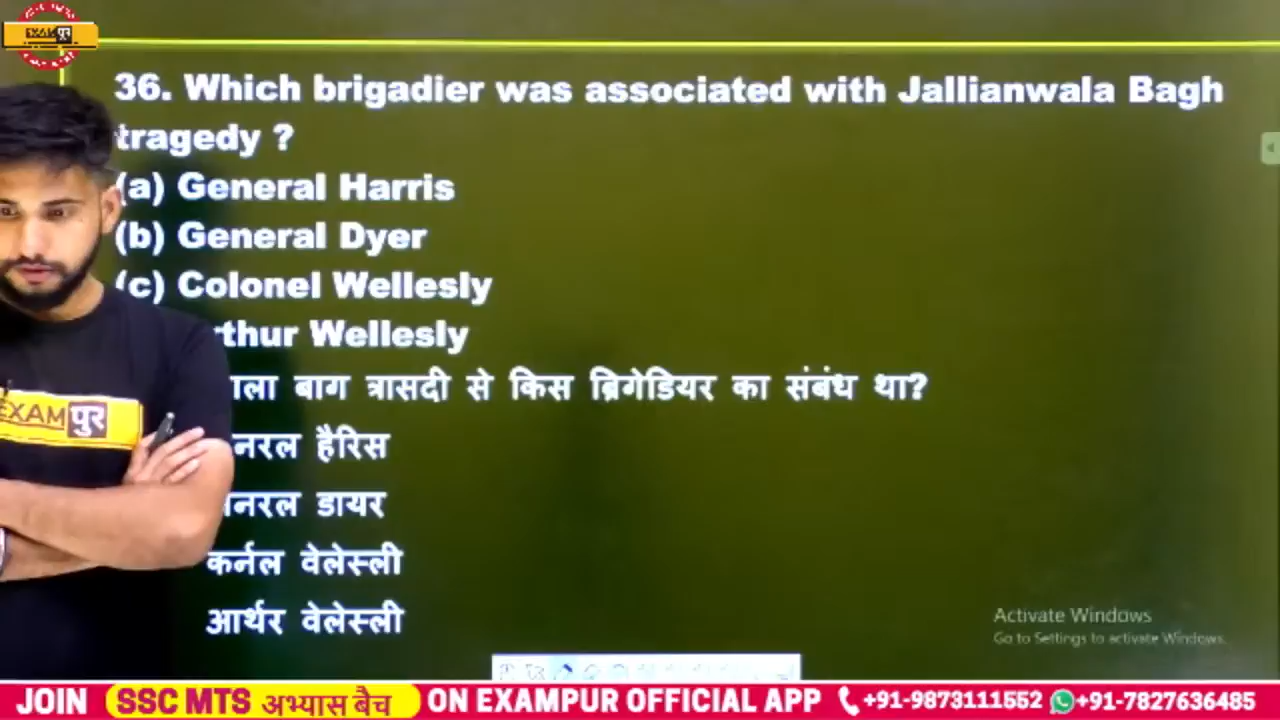 EXAM पुर
36. Which brigadier was associated with Jallianwala Bagh
tragedy ?
(a) General Harris
(b) General Dyer
(c) Colonel Wellesly
rthur Wellesly
ला बाग त्रासदी से किस ब्रिगेडियर का संबंध था?
नरल हैरिस
नरल डायर
कर्नल वेलेस्ली
आर्थर वेलेस्ली
EXAM पुर
Activate Windows
Go to Settings to activate Windows.
JOIN SSC MTS अभ्यास बैच ON EXAMPUR OFFICIAL APP +91-9873111552 +91-7827636485